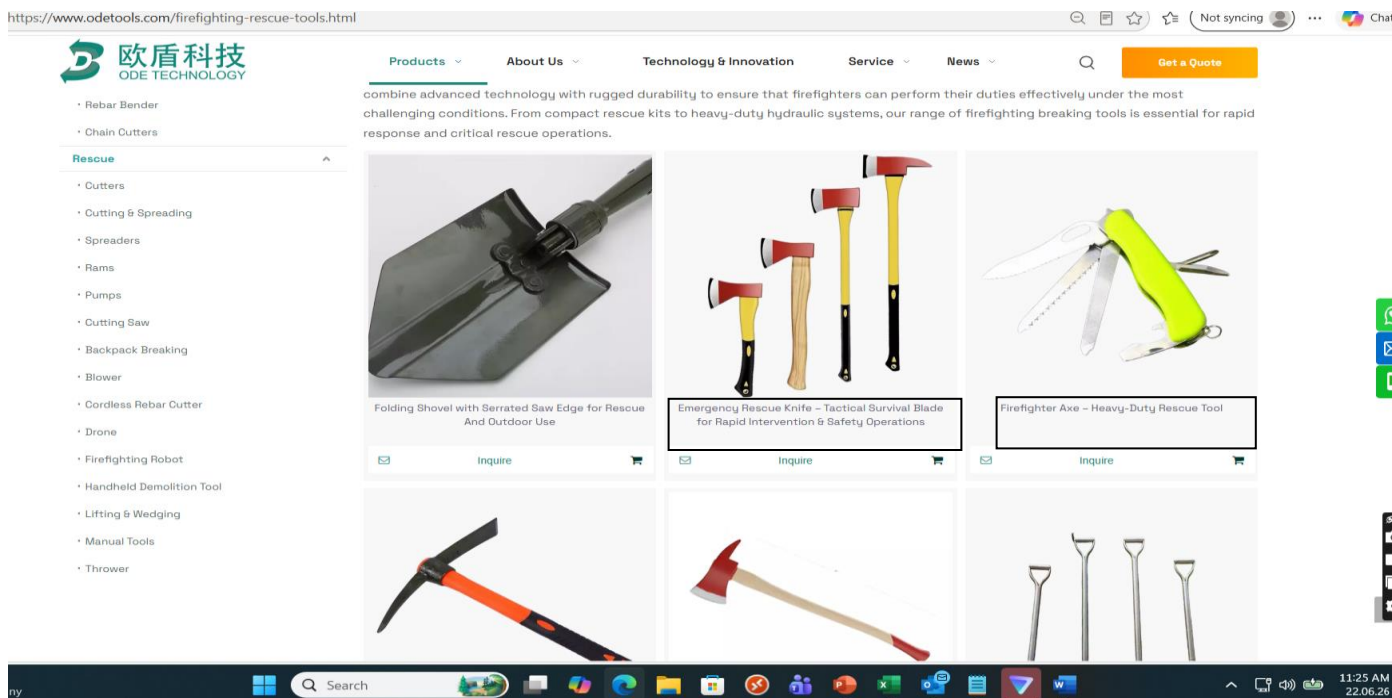 https://www.odetools.com/firefighting-rescue-tools.html
Not syncing
欧盾科技
ODE TECHNOLOGY
Products
About Us
Technology & Innovation
Service
News
Get a Quote
Rebar Bender
Chain Cutters
Rescue
Cutters
Cutting & Spreading
Spreaders
Rams
Pumps
Cutting Saw
Backpack Breaking
Blower
Cordless Rebar Cutter
Drone
Firefighting Robot
Handheld Demolition Tool
Lifting & Wedging
Manual Tools
Thrower
combine advanced technology with rugged durability to ensure that firefighters can perform their duties effectively under the most
challenging conditions. From compact rescue kits to heavy-duty hydraulic systems, our range of firefighting breaking tools is essential for rapid
response and critical rescue operations.
Folding Shovel with Serrated Saw Edge for Rescue
And Outdoor Use
Inquire
Emergency Rescue Knife – Tactical Survival Blade
for Rapid Intervention & Safety Operations
Inquire
Firefighter Axe – Heavy-Duty Rescue Tool
Inquire
Search
11:25 AM